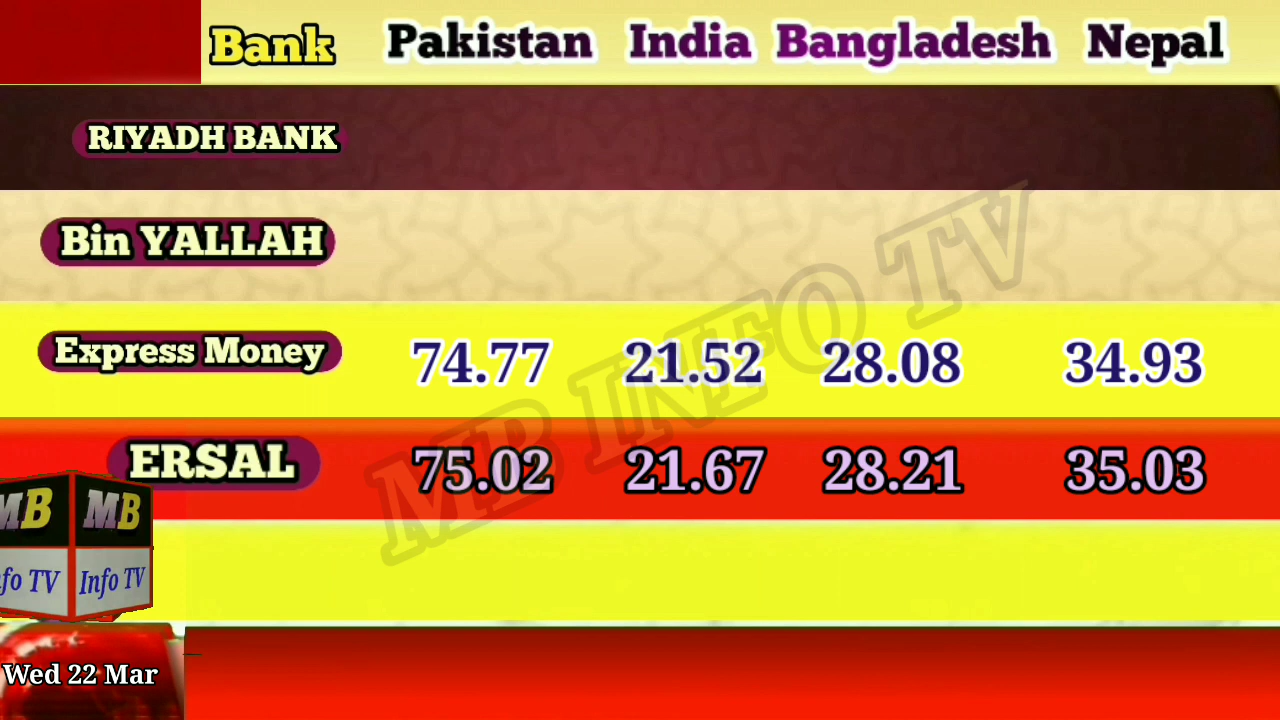 Bank Pakistan India Bangladesh Nepal
RIYADH BANK
Bin YALLAH
Express Money 74.77 21.52 28.08 34.93
ERSAL 75.02 21.67 28.21 35.03
MB INFO TV
MB MB
nfo TV Info TV
Wed 22 Mar